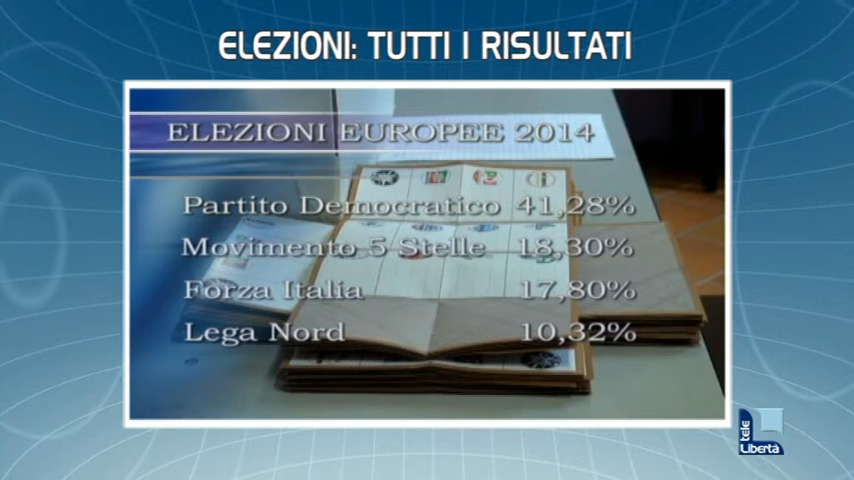 ELEZIONI: TUTTI I RISULTATI
ELEZIONI EUROPEE 2014
Partito Democratico 41,28%
Movimento 5 Stelle 18,30%
Forza Italia 17,80%
Lega Nord 10,32%
tele
Libertà